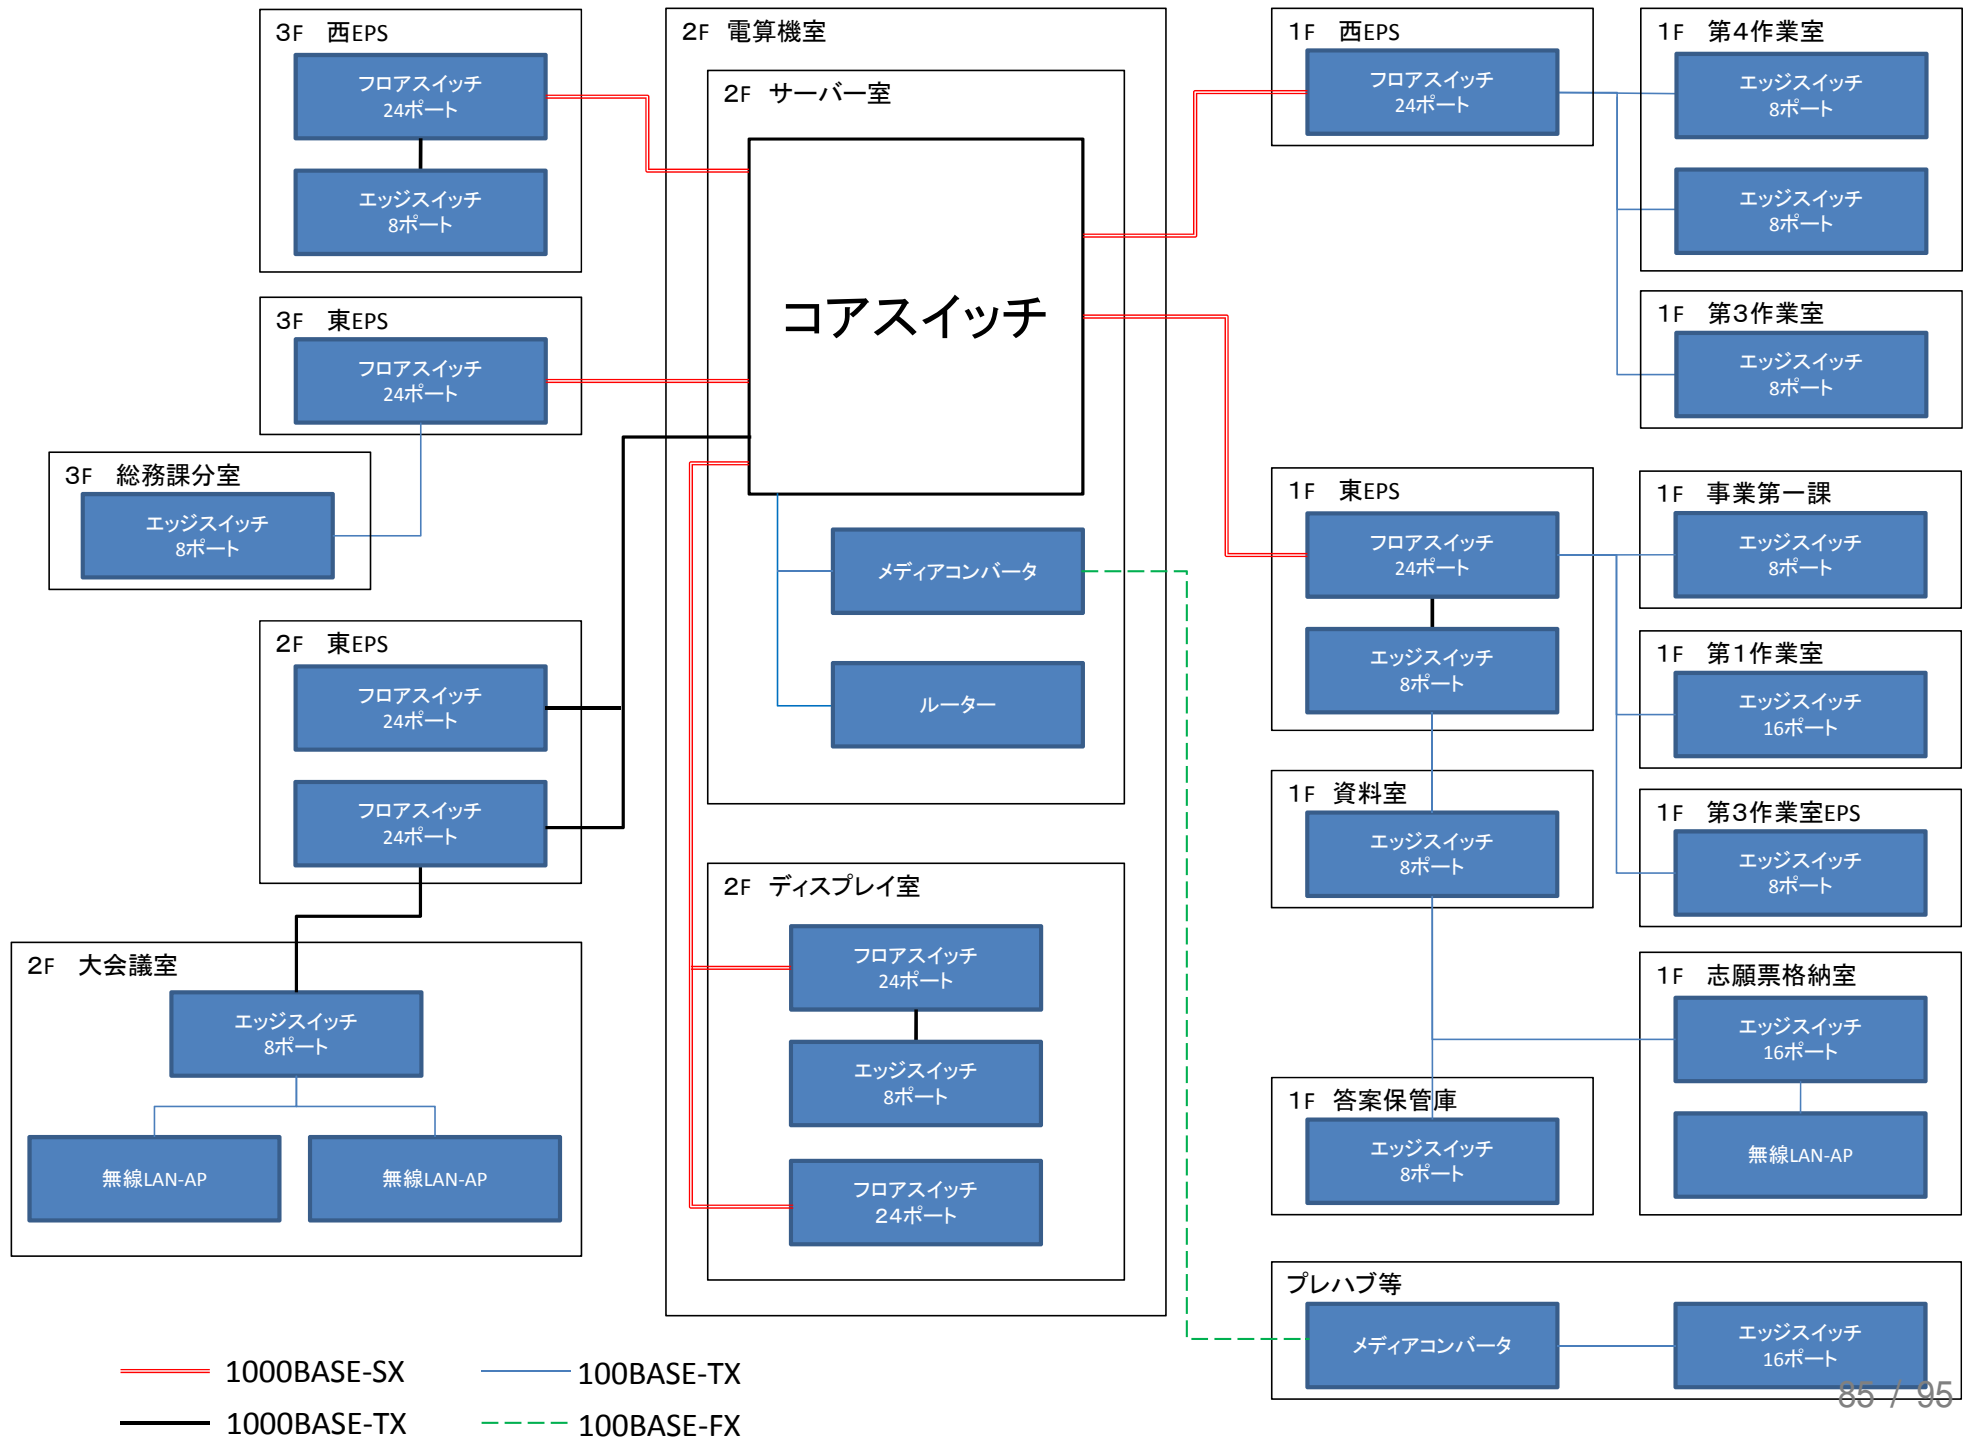 3F 西EPS
フロアスイッチ
24ポート
エッジスイッチ
8ポート
3F 東EPS
フロアスイッチ
24ポート
3F 総務課分室
エッジスイッチ
8ポート
2F 東EPS
フロアスイッチ
24ポート
フロアスイッチ
24ポート
2F 大会議室
エッジスイッチ
8ポート
無線LAN-AP
無線LAN-AP
2F 電算機室
2F サーバー室
コアスイッチ
メディアコンバータ
ルーター
2F ディスプレイ室
フロアスイッチ
24ポート
エッジスイッチ
8ポート
フロアスイッチ
24ポート
1F 西EPS
フロアスイッチ
24ポート
1F 第4作業室
エッジスイッチ
8ポート
エッジスイッチ
8ポート
1F 第3作業室
エッジスイッチ
8ポート
1F 東EPS
フロアスイッチ
24ポート
エッジスイッチ
8ポート
1F 事業第一課
エッジスイッチ
8ポート
1F 第1作業室
エッジスイッチ
16ポート
1F 資料室
エッジスイッチ
8ポート
1F 第3作業室EPS
エッジスイッチ
8ポート
1F 志願票格納室
エッジスイッチ
16ポート
無線LAN-AP
1F 答案保管庫
エッジスイッチ
8ポート
プレハブ等
メディアコンバータ
エッジスイッチ
16ポート
1000BASE-SX
100BASE-TX
1000BASE-TX
100BASE-FX
85 / 95